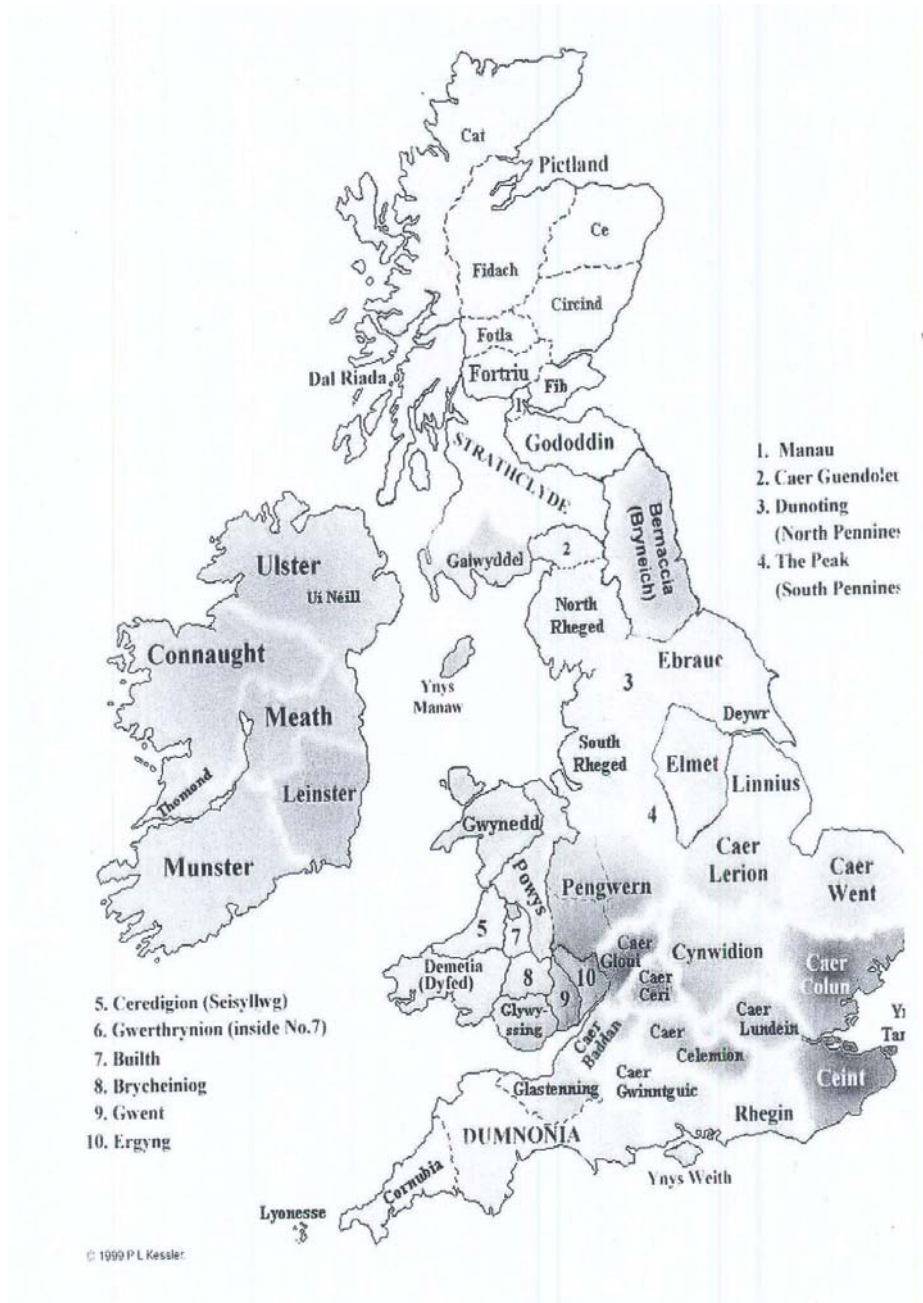 Cat
Pictland
Ce
Fidach
Circind
Fotla
Dal Riada
Fortriu
Fib
1
Gododdin
STRATHCLYDE
1. Manau
2. Caer Guendolet
3. Dunoting
(North Pennines
4. The Peak
(South Pennines
Bernaccia
(Bryneich)
Galwyddel
2
Ulster
Ui Néill
North
Rheged
Connaught
Ebrauc
Ynys
Manaw
3
Meath
Deywr
South
Rheged
Elmet
Linnius
Thomond
Leinster
4
Gwynedd
Munster
Caer
Lerion
Caer
Went
Powys
Pengwern
5
7
Caer
Gloui
Cynwidion
Caer
Colun
Demetia
(Dyfed)
8
10
Caer
Ceri
9
Glywy-
ssing
Caer
Lundein
Caer
Baddan
Caer
Celemion
5. Ceredigion (Seisyllwg)
6. Gwerthrynion (inside No.7)
7. Builth
8. Brycheiniog
9. Gwent
10. Ergyng
Glastenning
Caer
Gwinntguic
Ceint
Rhegin
DUMNONIA
Ynys Weith
Cornubia
Lyonesse
© 1999 P L Kessler